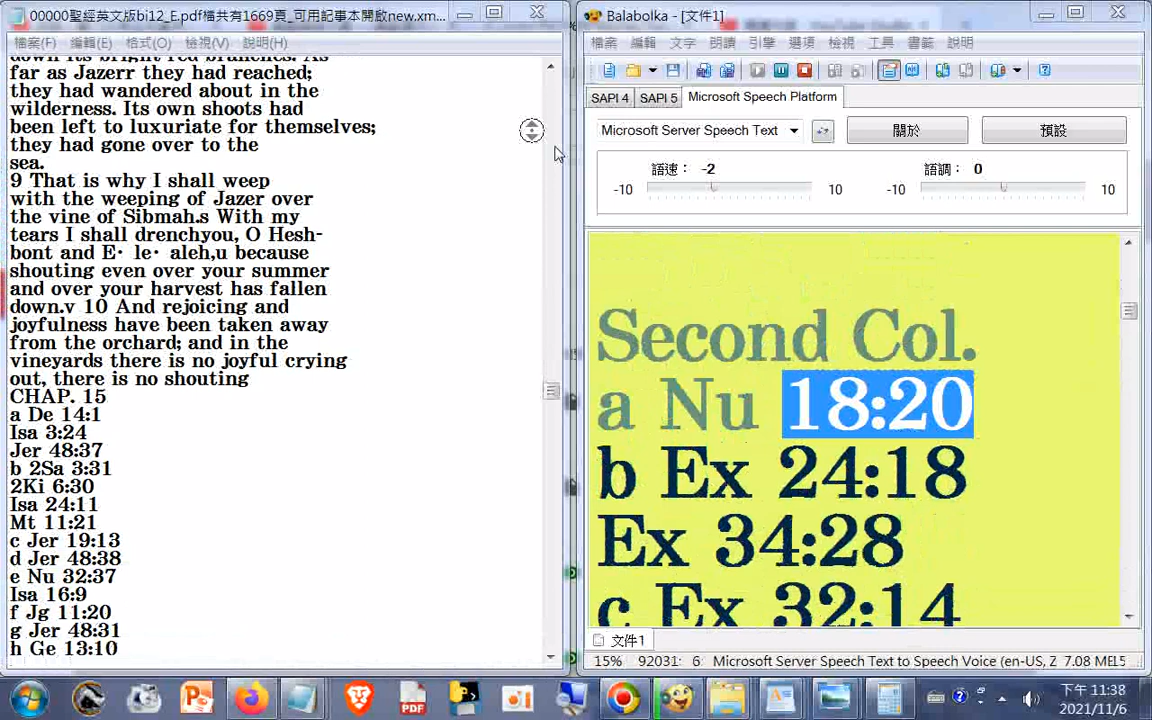 00000聖經英文版bi12_E.pdf檔共有1669頁_可用記事本開啟new.xm...
檔案(F) 編輯(E) 格式(O) 檢視(V) 說明(H)
down its bright red branches. As
far as Jazerr they had reached;
they had wandered about in the
wilderness. Its own shoots had
been left to luxuriate for themselves;
they had gone over to the
sea.
9 That is why I shall weep
with the weeping of Jazer over
the vine of Sibmah.s With my
tears I shall drenchyou, O Hesh-
bont and E· le· aleh,u because
shouting even over your summer
and over your harvest has fallen
down.v 10 And rejoicing and
joyfulness have been taken away
from the orchard; and in the
vineyards there is no joyful crying
out, there is no shouting
CHAP. 15
a De 14:1
Isa 3:24
Jer 48:37
b 2Sa 3:31
2Ki 6:30
Isa 24:11
Mt 11:21
c Jer 19:13
d Jer 48:38
e Nu 32:37
Isa 16:9
f Jg 11:20
g Jer 48:31
h Ge 13:10
Balabolka - [文件1]
檔案 編輯 文字 朗讀 引擎 選項 檢視 工具 書籤 說明
SAPI 4 SAPI 5 Microsoft Speech Platform
Microsoft Server Speech Text 關於 預設
語速: -2 語調: 0
-10 10 -10 10
Second Col.
a Nu 18:20
b Ex 24:18
Ex 34:28
c Ex 32:14
文件1
15% 92031: 6 Microsoft Server Speech Text to Speech Voice (en-US, Z 7.08 МЕ15
PDF
下午 11:38
2021/11/6